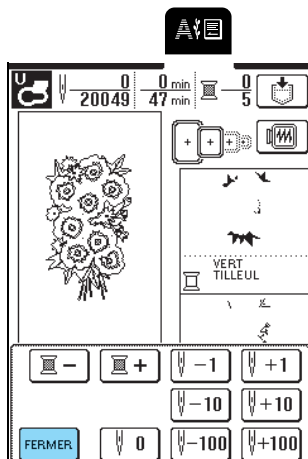 A
U
0 0 min 0
20049 47 min 5
VERT
TILLEUL
− + −1 +1
−10 +10
FERMER 0 −100 +100